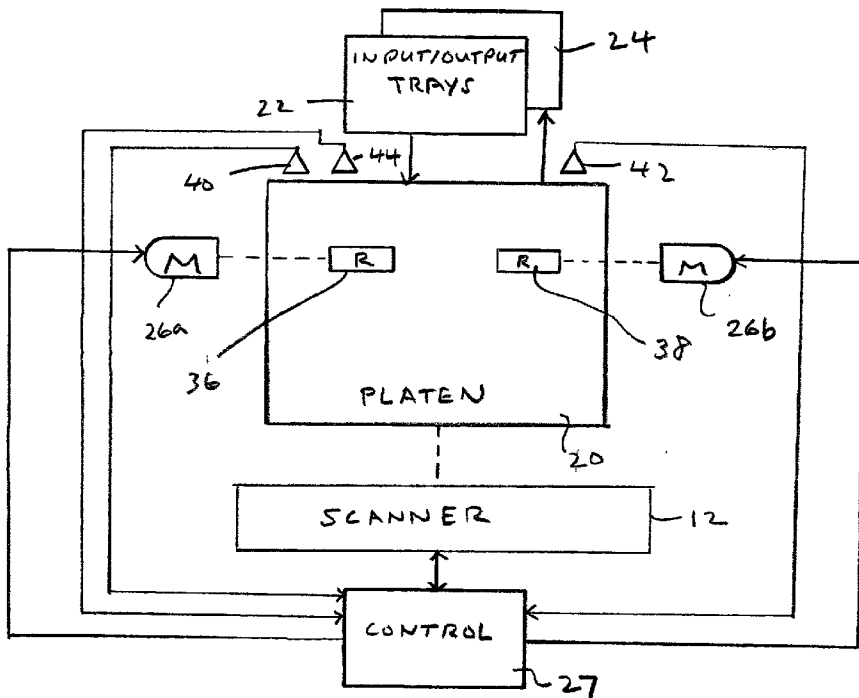 INPUT/OUTPUT
TRAYS
24
22
40
44
42
M
R
R
M
26a
36
38
26b
PLATEN
20
SCANNER
12
CONTROL
27